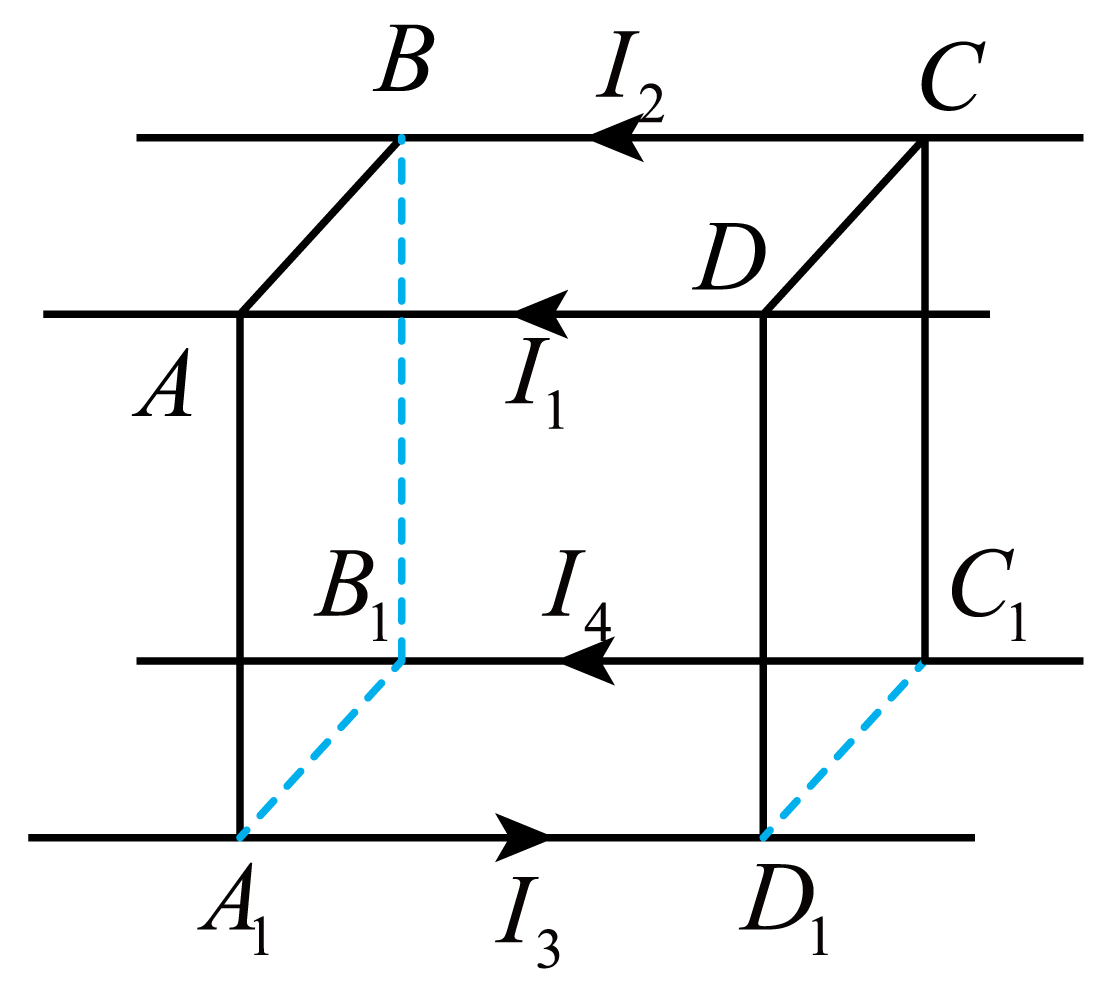 B I₂ C
D
A I₁
B₁ I₄ C₁
A₁ I₃ D₁